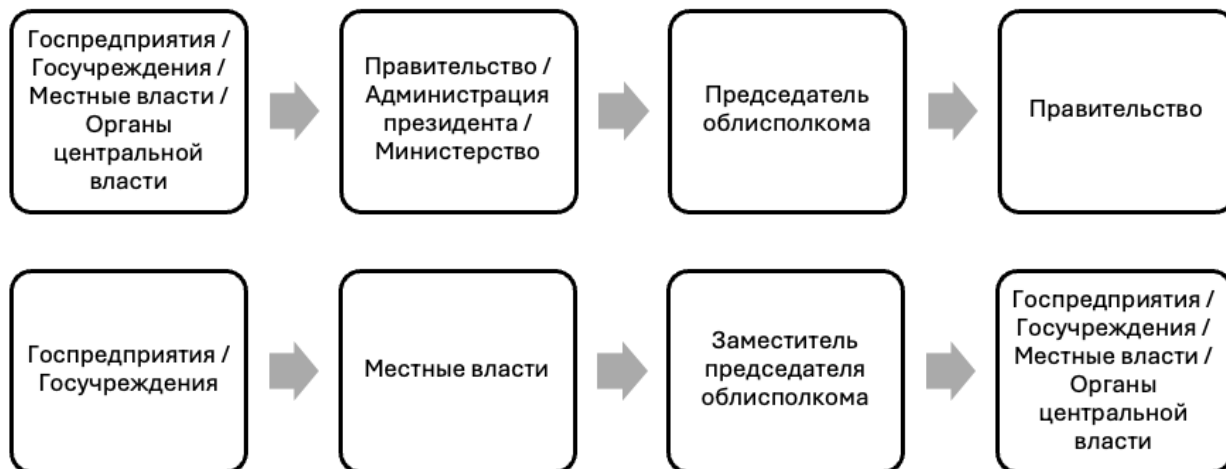 Госпредприятия /
Госучреждения /
Местные власти /
Органы
центральной
власти
Правительство /
Администрация
президента /
Министерство
Председатель
облисполкома
Правительство
Госпредприятия /
Госучреждения
Местные власти
Заместитель
председателя
облисполкома
Госпредприятия /
Госучреждения /
Местные власти /
Органы
центральной
власти